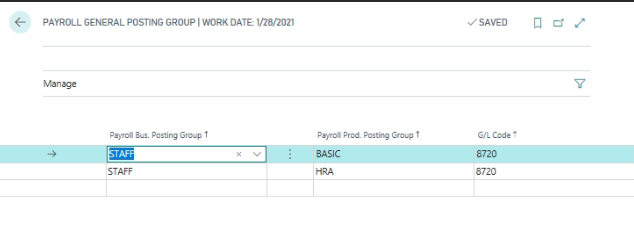 PAYROLL GENERAL POSTING GROUP | WORK DATE: 1/28/2021 SAVED
Manage
Payroll Bus. Posting Group ↑ Payroll Prod. Posting Group ↑ G/L Code ↑
STAFF BASIC 8720
STAFF HRA 8720